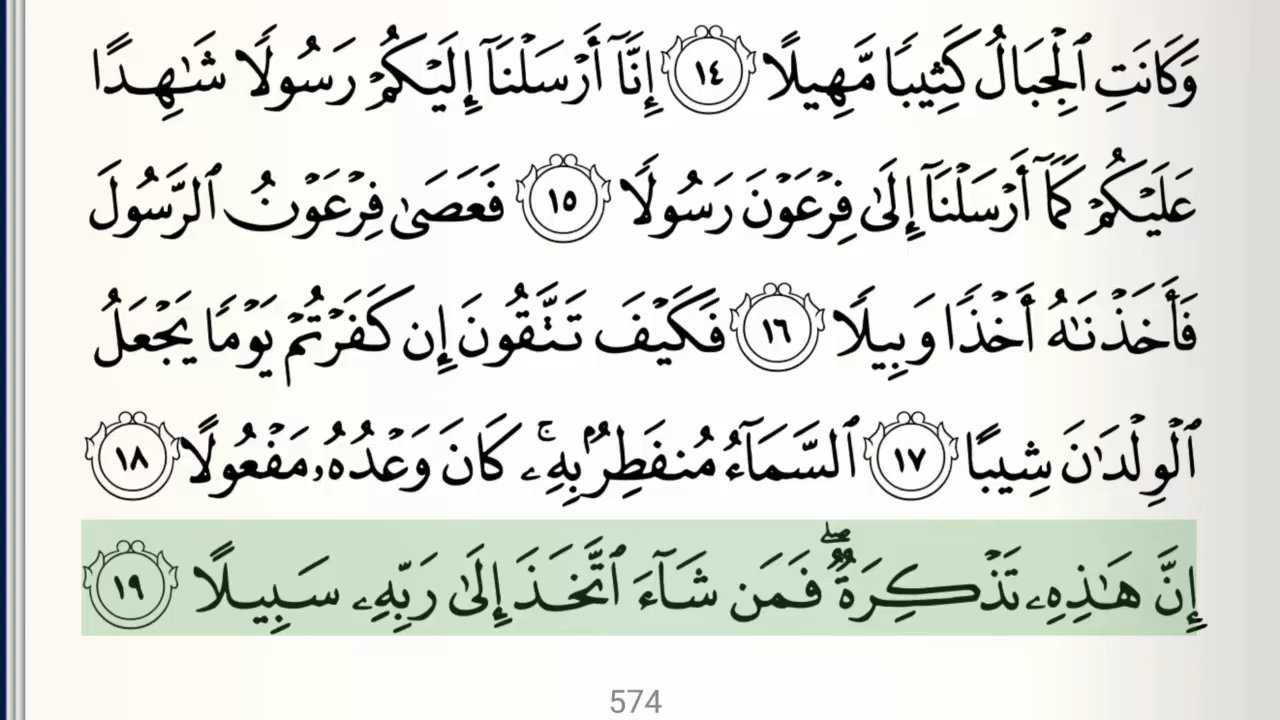 وَكَانَتِ ٱلْجِبَالُ كَثِيبًا مَّهِيلًا ١٤ إِنَّآ أَرْسَلْنَآ إِلَيْكُمْ رَسُولًا شَـٰهِدًا
عَلَيْكُمْ كَمَآ أَرْسَلْنَآ إِلَىٰ فِرْعَوْنَ رَسُولًا ١٥ فَعَصَىٰ فِرْعَوْنُ ٱلرَّسُولَ
فَأَخَذْنَـٰهُ أَخْذًا وَبِيلًا ١٦ فَكَيْفَ تَتَّقُونَ إِن كَفَرْتُمْ يَوْمًا يَجْعَلُ
ٱلْوِلْدَٰنَ شِيبًا ١٧ ٱلسَّمَآءُ مُنفَطِرٌۢ بِهِۦ ۚ كَانَ وَعْدُهُۥ مَفْعُولًا ١٨
إِنَّ هَـٰذِهِۦ تَذْكِرَةٌ ۖ فَمَن شَآءَ ٱتَّخَذَ إِلَىٰ رَبِّهِۦ سَبِيلًا ١٩
574